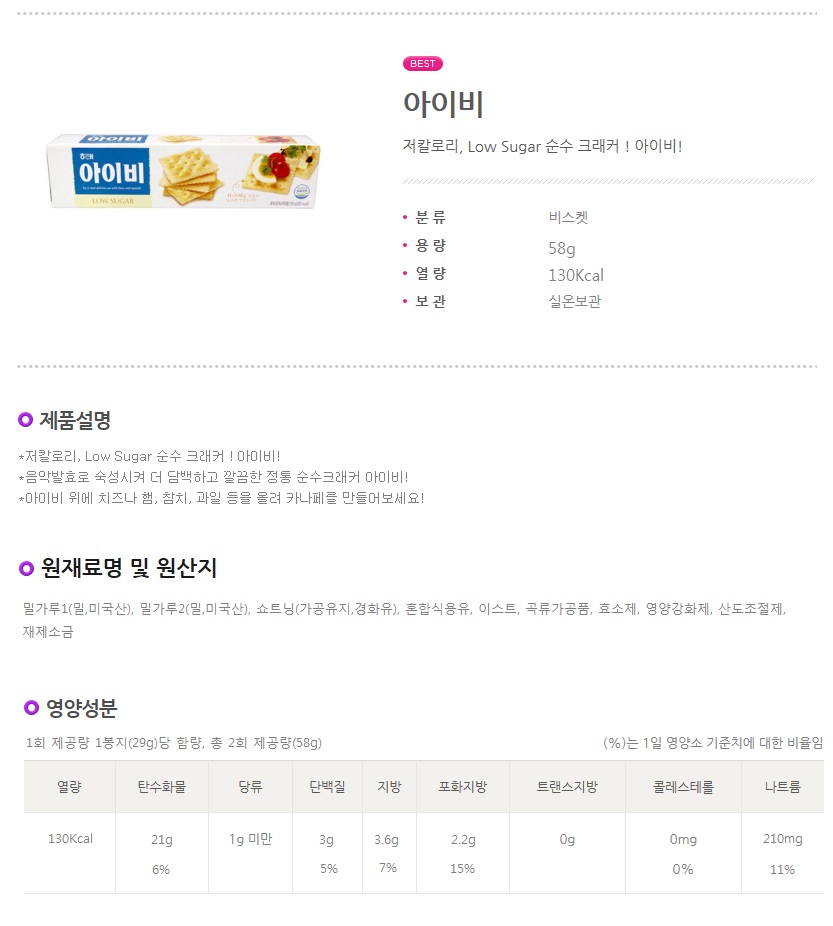 BEST
아이비
저칼로리, Low Sugar 순수 크래커 ! 아이비!
아이비
해태
아이비
LOW SUGAR
분 류 비스켓
용 량 58g
열 량 130Kcal
보 관 실온보관
제품설명
*저칼로리, Low Sugar 순수 크래커 ! 아이비!
*음악발효로 숙성시켜 더 담백하고 깔끔한 정통 순수크래커 아이비!
*아이비 위에 치즈나 햄, 참치, 과일 등을 올려 카나페를 만들어보세요!
원재료명 및 원산지
밀가루1(밀,미국산), 밀가루2(밀,미국산), 쇼트닝(가공유지,경화유), 혼합식용유, 이스트, 곡류가공품, 효소제, 영양강화제, 산도조절제,
재제소금
영양성분
1회 제공량 1봉지(29g)당 함량, 총 2회 제공량(58g) (%)는 1일 영양소 기준치에 대한 비율임
열량 탄수화물 당류 단백질 지방 포화지방 트랜스지방 콜레스테롤 나트륨
130Kcal 21g 1g 미만 3g 3.6g 2.2g 0g 0mg 210mg
6% 5% 7% 15% 0% 11%